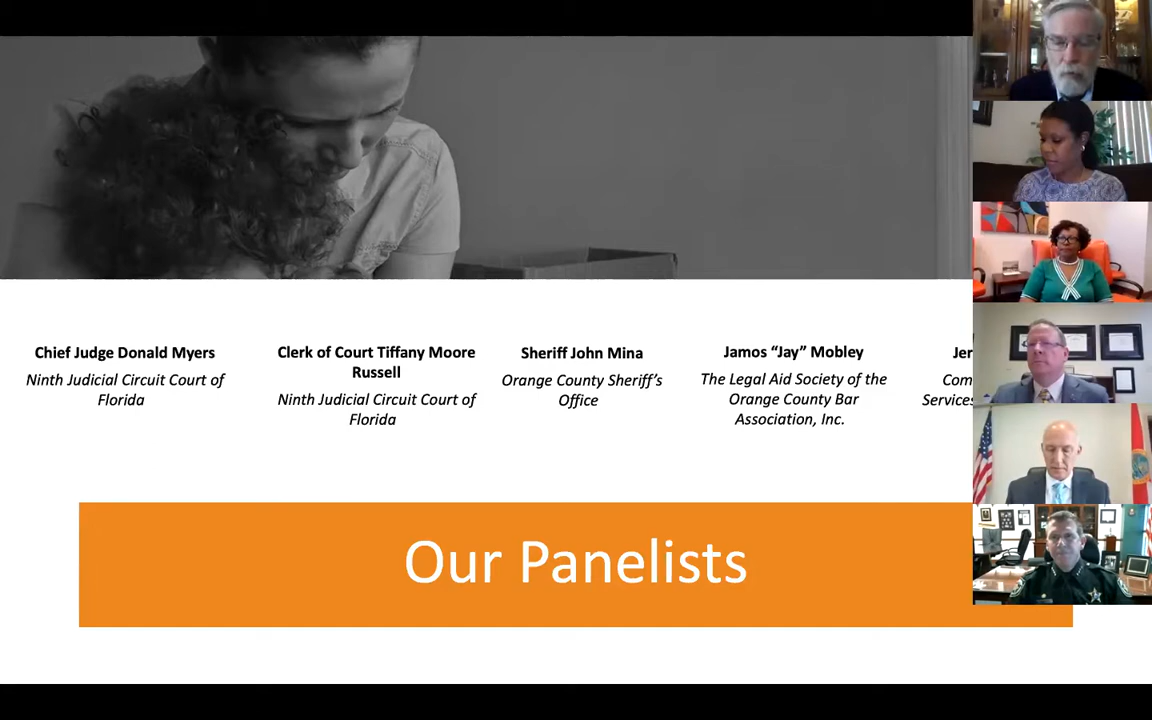 Chief Judge Donald Myers
Ninth Judicial Circuit Court of
Florida
Clerk of Court Tiffany Moore
Russell
Ninth Judicial Circuit Court of
Florida
Sheriff John Mina
Orange County Sheriff's
Office
Jamos “Jay” Mobley
The Legal Aid Society of the
Orange County Bar
Association, Inc.
Services
Our Panelists